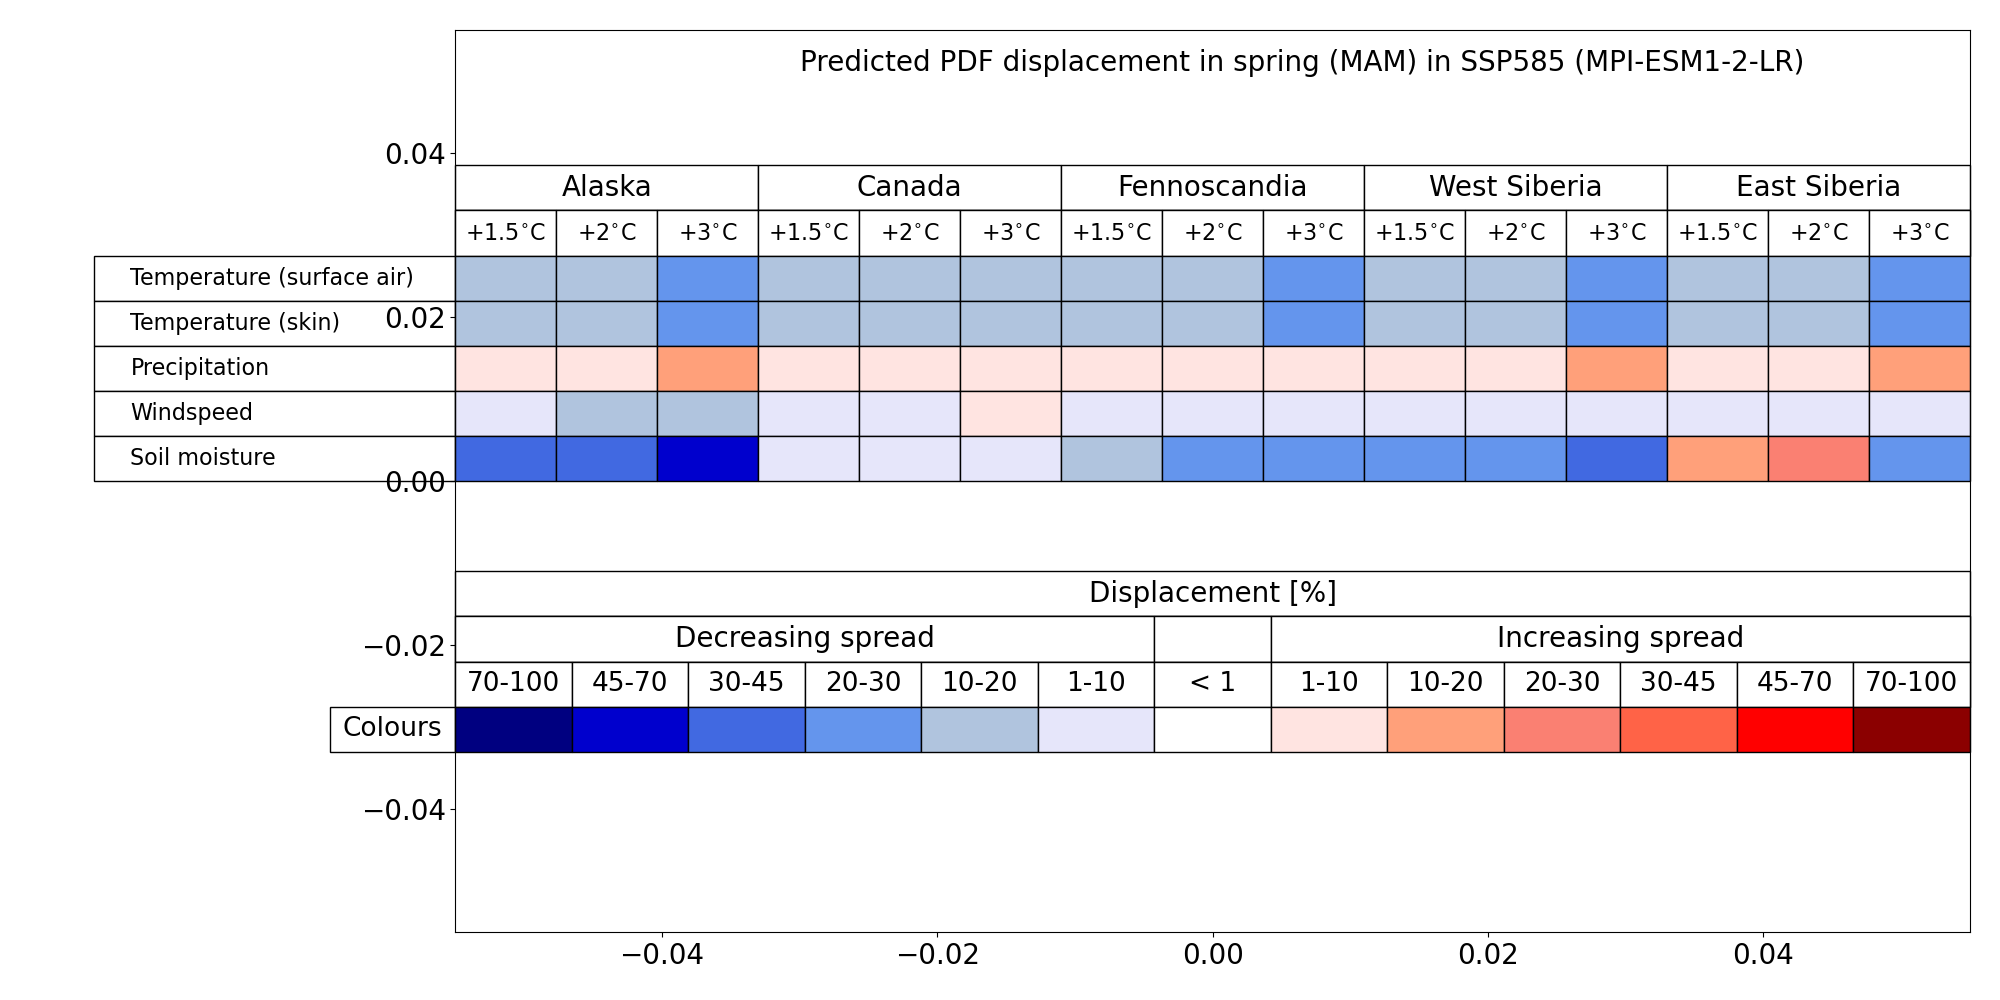 Predicted PDF displacement in spring (MAM) in SSP585 (MPI-ESM1-2-LR)
0.04
Alaska Canada Fennoscandia West Siberia East Siberia
+1.5°C +2°C +3°C +1.5°C +2°C +3°C +1.5°C +2°C +3°C +1.5°C +2°C +3°C +1.5°C +2°C +3°C
Temperature (surface air)
Temperature (skin) 0.02
Precipitation
Windspeed
Soil moisture
0.00
Displacement [%]
Decreasing spread Increasing spread
−0.02
70-100 45-70 30-45 20-30 10-20 1-10 < 1 1-10 10-20 20-30 30-45 45-70 70-100
Colours
−0.04
−0.04 −0.02 0.00 0.02 0.04